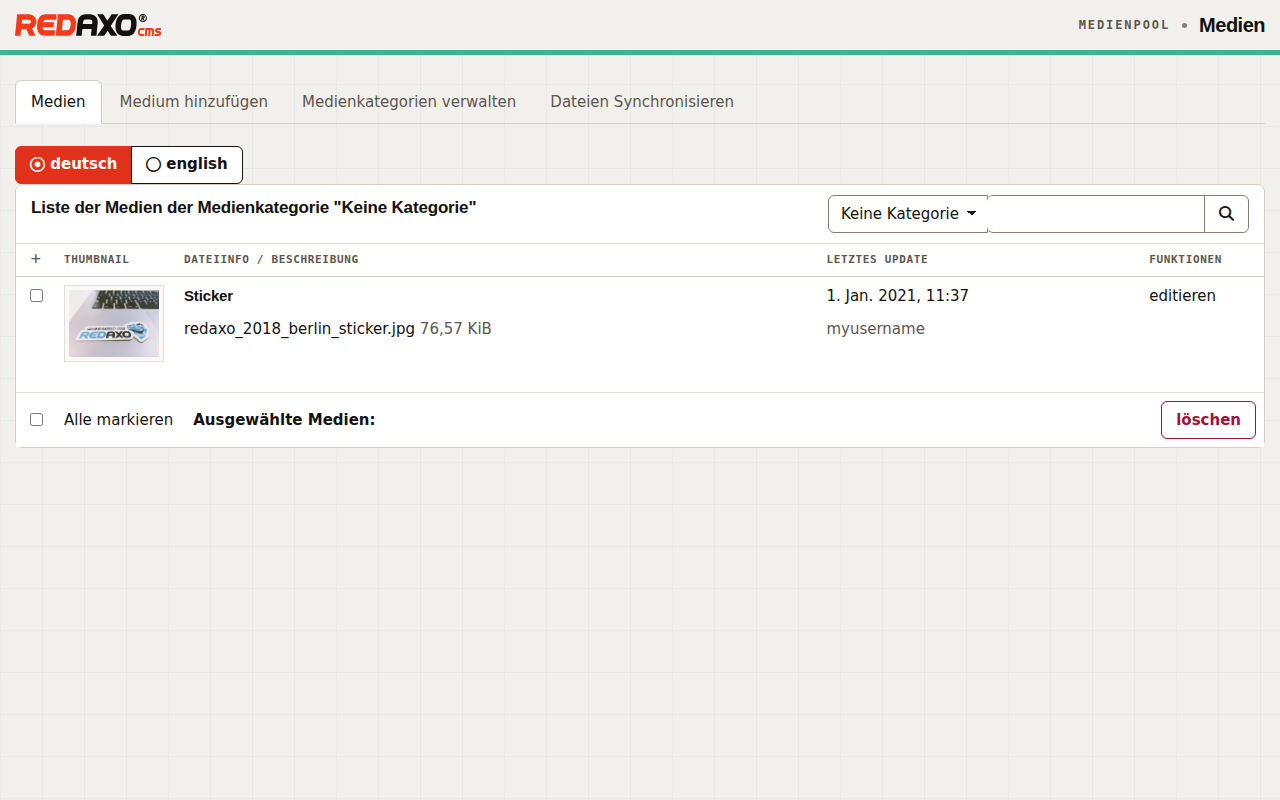 REDAXO® cms
MEDIENPOOL • Medien
Medien Medium hinzufügen Medienkategorien verwalten Dateien Synchronisieren
deutsch english
Liste der Medien der Medienkategorie "Keine Kategorie" Keine Kategorie
+ THUMBNAIL DATEIINFO / BESCHREIBUNG LETZTES UPDATE FUNKTIONEN
REDAXO
Sticker 1. Jan. 2021, 11:37 editieren
redaxo_2018_berlin_sticker.jpg 76,57 KiB myusername
Alle markieren Ausgewählte Medien: löschen